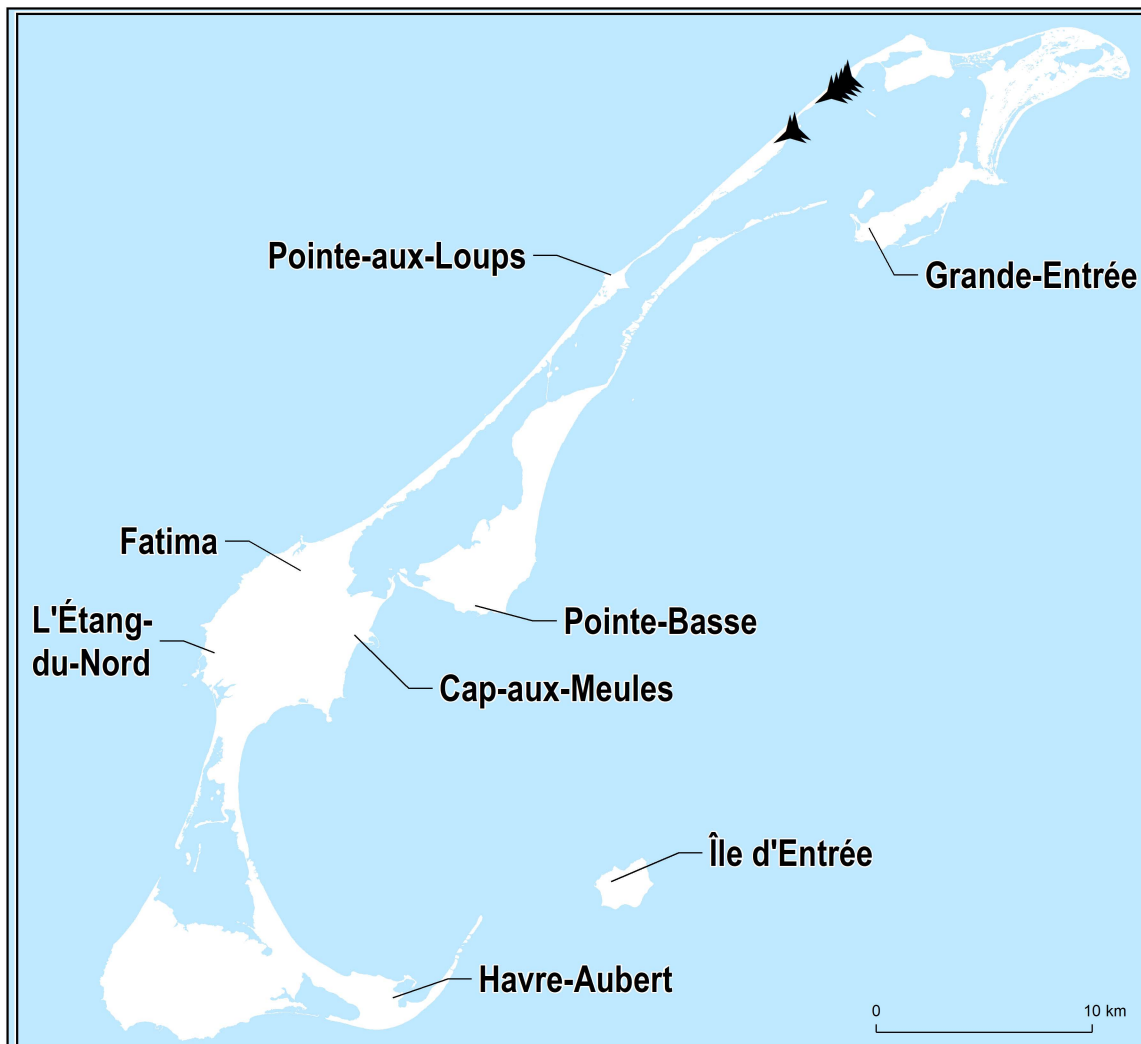 Pointe-aux-Loups
Grande-Entrée
Fatima
L'Étang-
du-Nord
Pointe-Basse
Cap-aux-Meules
Île d'Entrée
Havre-Aubert
0 10 km